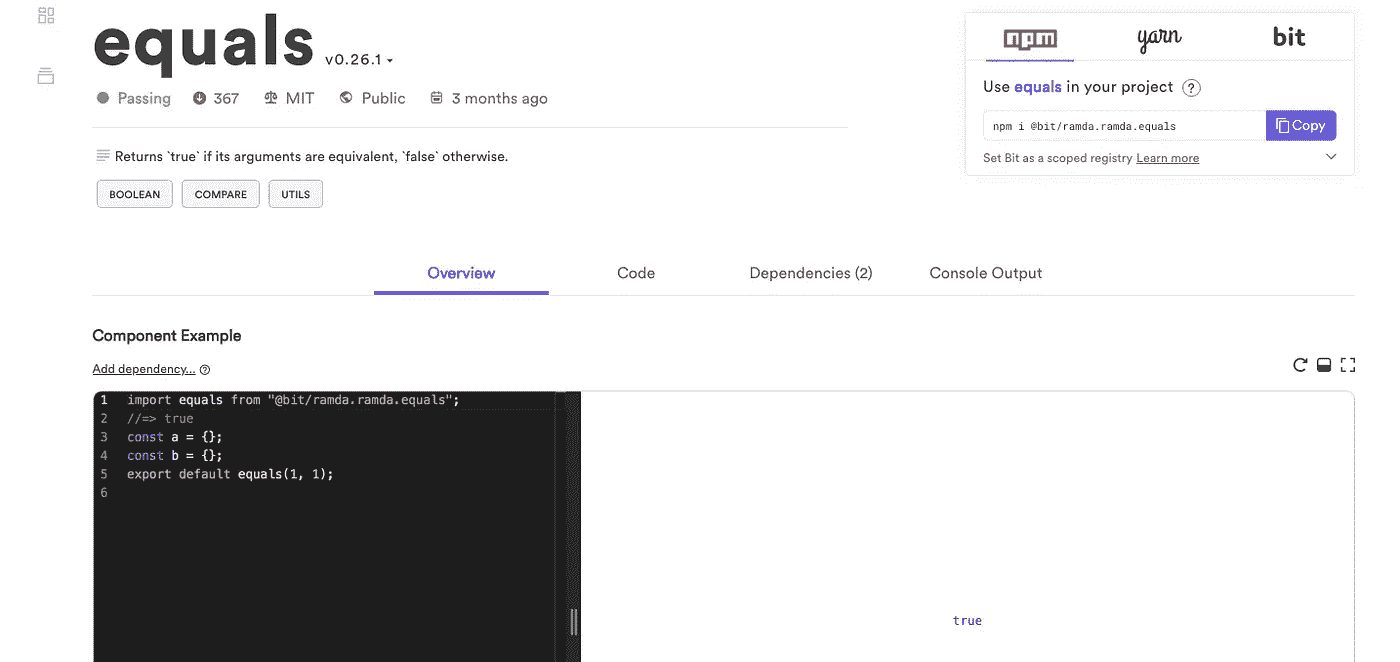 equals v0.26.1
Passing 367 MIT Public 3 months ago
Returns `true` if its arguments are equivalent, `false` otherwise.
BOOLEAN COMPARE UTILS
npm yarn bit
Use equals in your project ?
npm i @bit/ramda.ramda.equals Copy
Set Bit as a scoped registry Learn more
Overview Code Dependencies (2) Console Output
Component Example
Add dependency... ?
1 import equals from "@bit/ramda.ramda.equals";
2 //=> true
3 const a = {};
4 const b = {};
5 export default equals(1, 1);
6
true